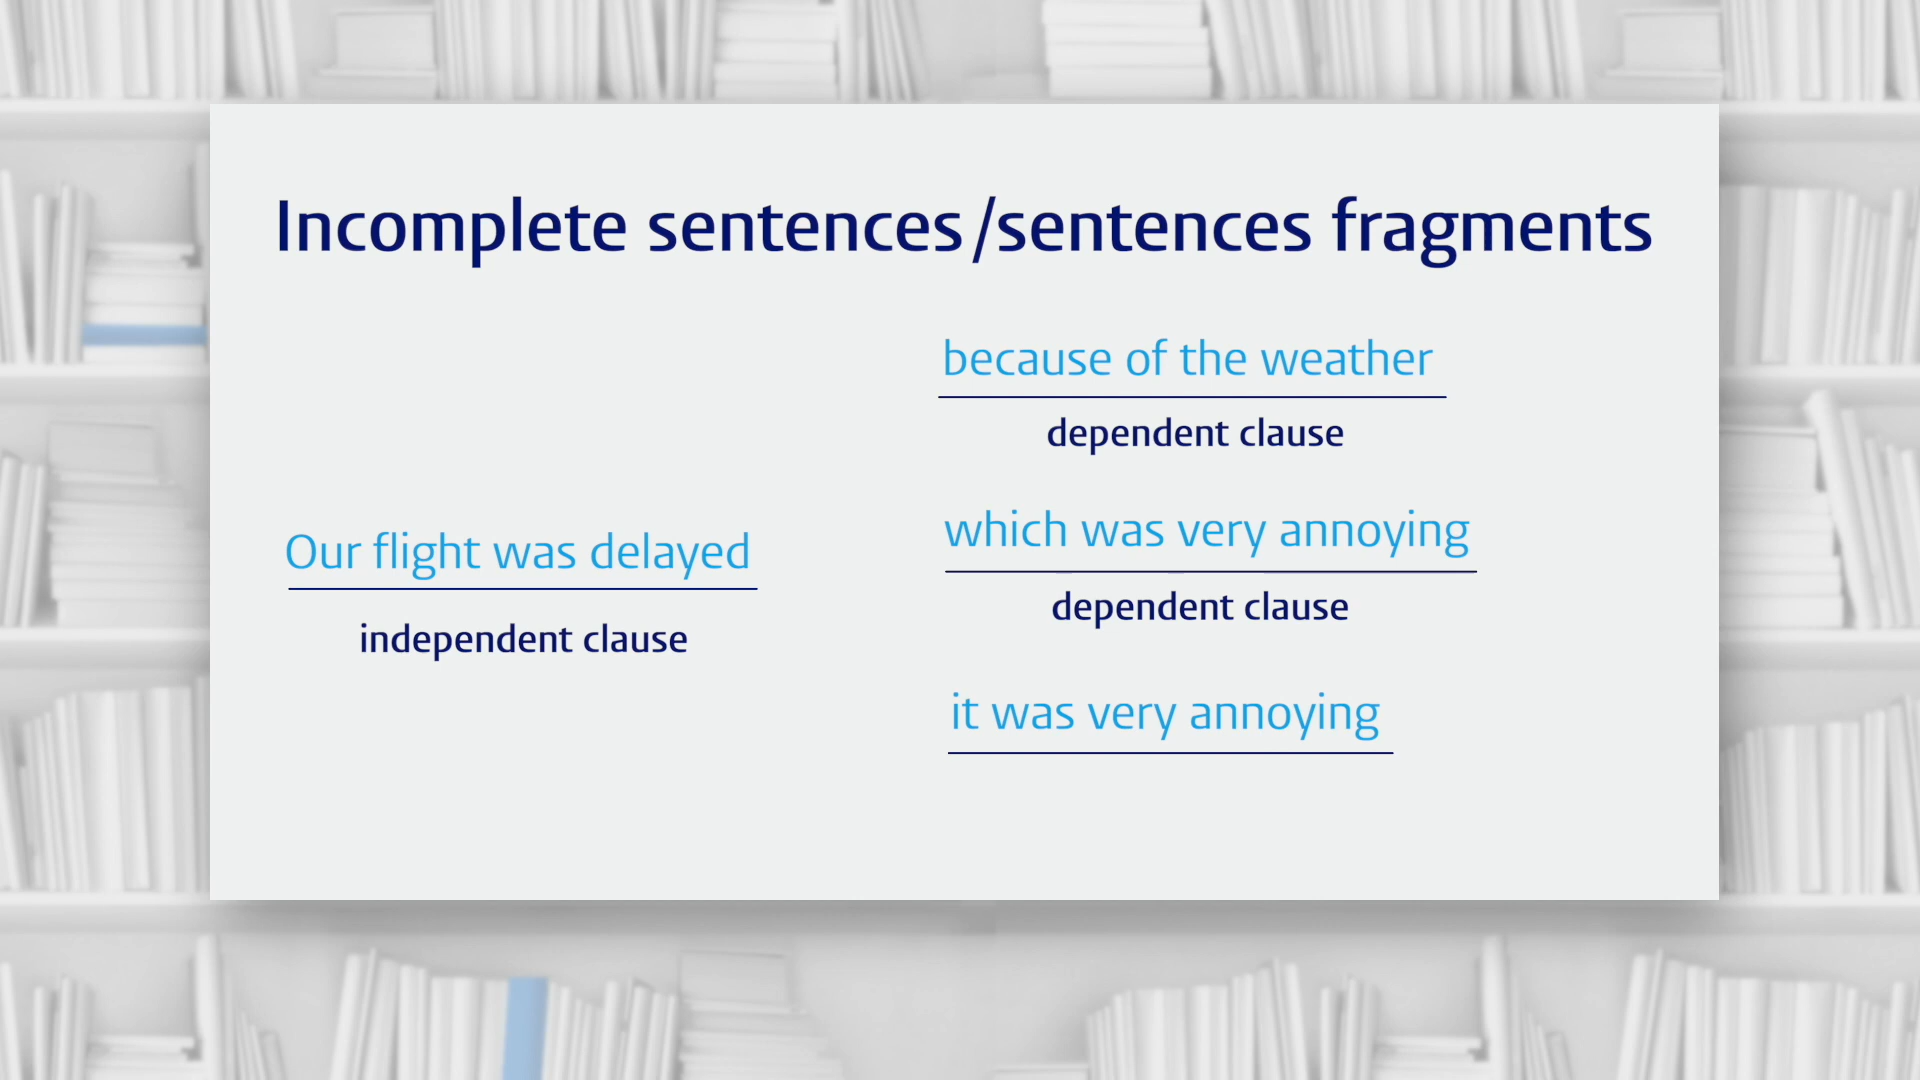 Incomplete sentences/sentences fragments
because of the weather
dependent clause
which was very annoying
dependent clause
Our flight was delayed
independent clause
it was very annoying